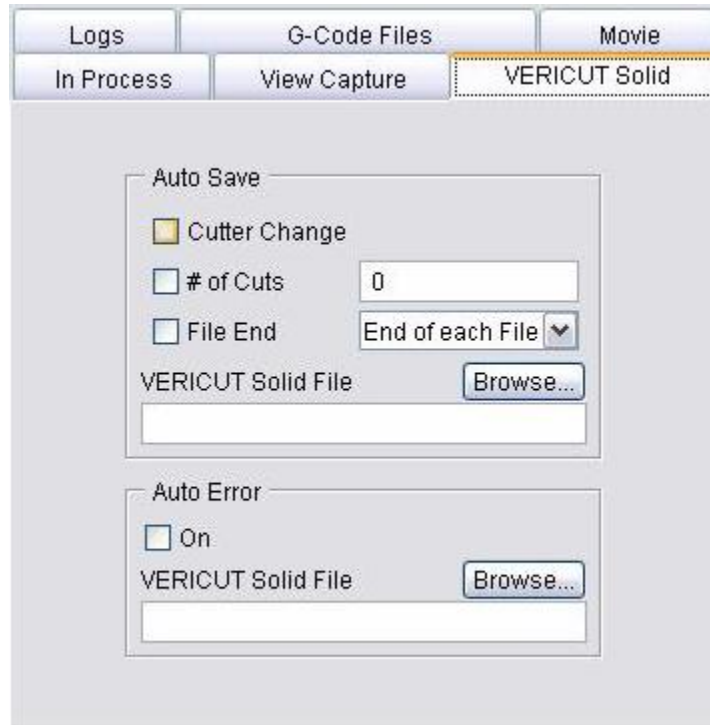 Logs G-Code Files Movie
In Process View Capture VERICUT Solid
Auto Save
Cutter Change
# of Cuts 0
File End End of each File
VERICUT Solid File Browse...
Auto Error
On
VERICUT Solid File Browse...